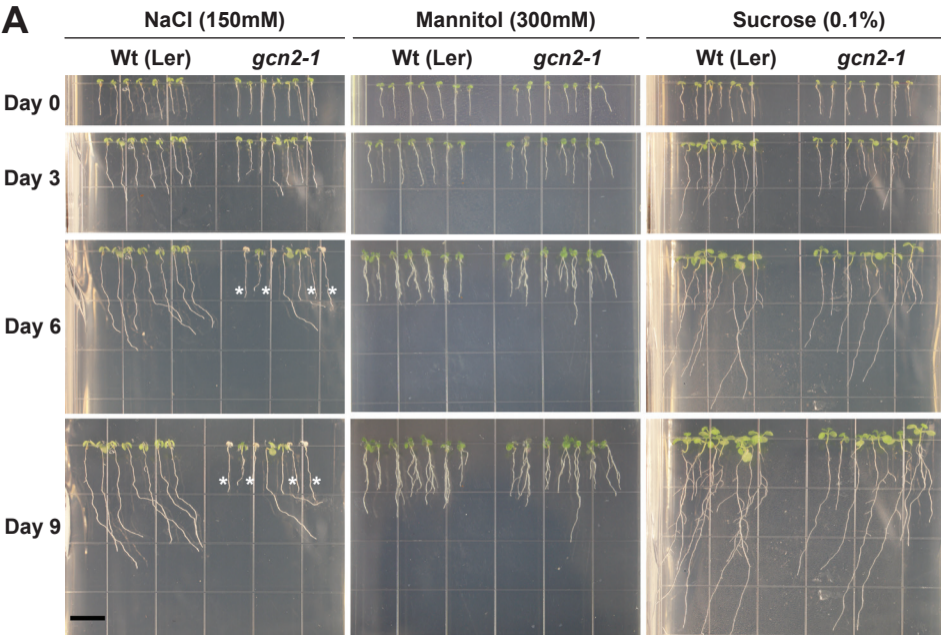 A
NaCl (150mM) Mannitol (300mM) Sucrose (0.1%)
Wt (Ler) gcn2-1 Wt (Ler) gcn2-1 Wt (Ler) gcn2-1
Day 0
Day 3
Day 6
* * * *
Day 9
* * * *